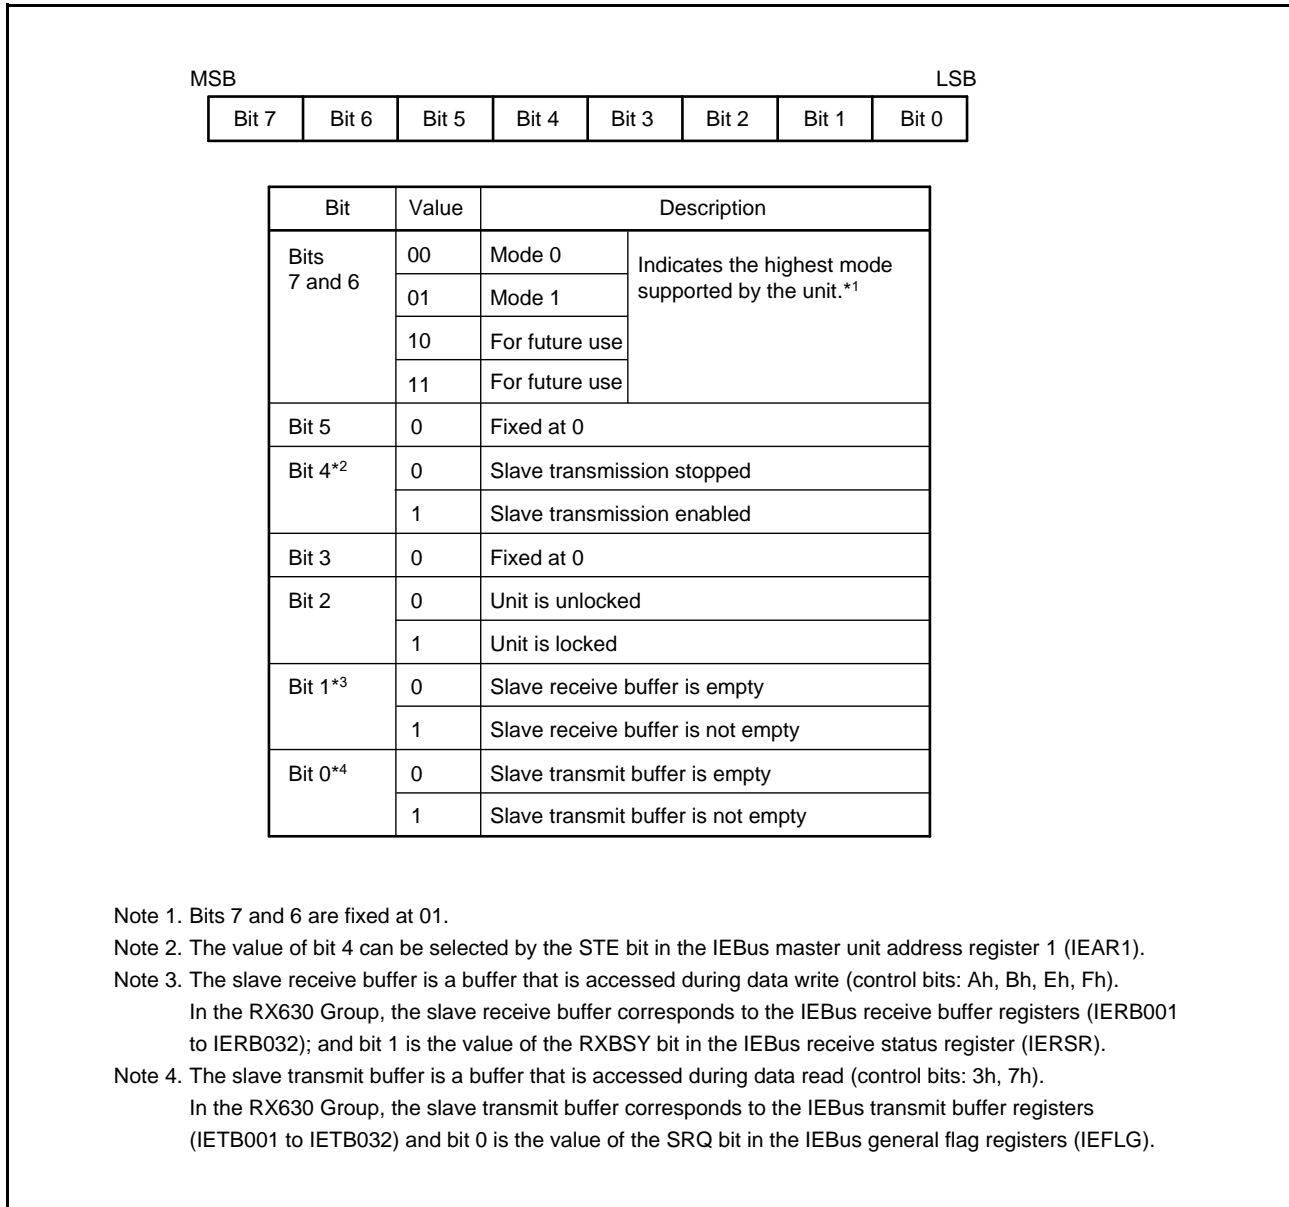 MSB LSB
Bit 7 Bit 6 Bit 5 Bit 4 Bit 3 Bit 2 Bit 1 Bit 0
Bit Value Description
Bits 7 and 6 00 Mode 0 Indicates the highest mode supported by the unit.*1
01 Mode 1
10 For future use
11 For future use
Bit 5 0 Fixed at 0
Bit 4*2 0 Slave transmission stopped
1 Slave transmission enabled
Bit 3 0 Fixed at 0
Bit 2 0 Unit is unlocked
1 Unit is locked
Bit 1*3 0 Slave receive buffer is empty
1 Slave receive buffer is not empty
Bit 0*4 0 Slave transmit buffer is empty
1 Slave transmit buffer is not empty
Note 1. Bits 7 and 6 are fixed at 01.
Note 2. The value of bit 4 can be selected by the STE bit in the IEBus master unit address register 1 (IEAR1).
Note 3. The slave receive buffer is a buffer that is accessed during data write (control bits: Ah, Bh, Eh, Fh).
In the RX630 Group, the slave receive buffer corresponds to the IEBus receive buffer registers (IERB001
to IERB032); and bit 1 is the value of the RXBSY bit in the IEBus receive status register (IERSR).
Note 4. The slave transmit buffer is a buffer that is accessed during data read (control bits: 3h, 7h).
In the RX630 Group, the slave transmit buffer corresponds to the IEBus transmit buffer registers
(IETB001 to IETB032) and bit 0 is the value of the SRQ bit in the IEBus general flag registers (IEFLG).